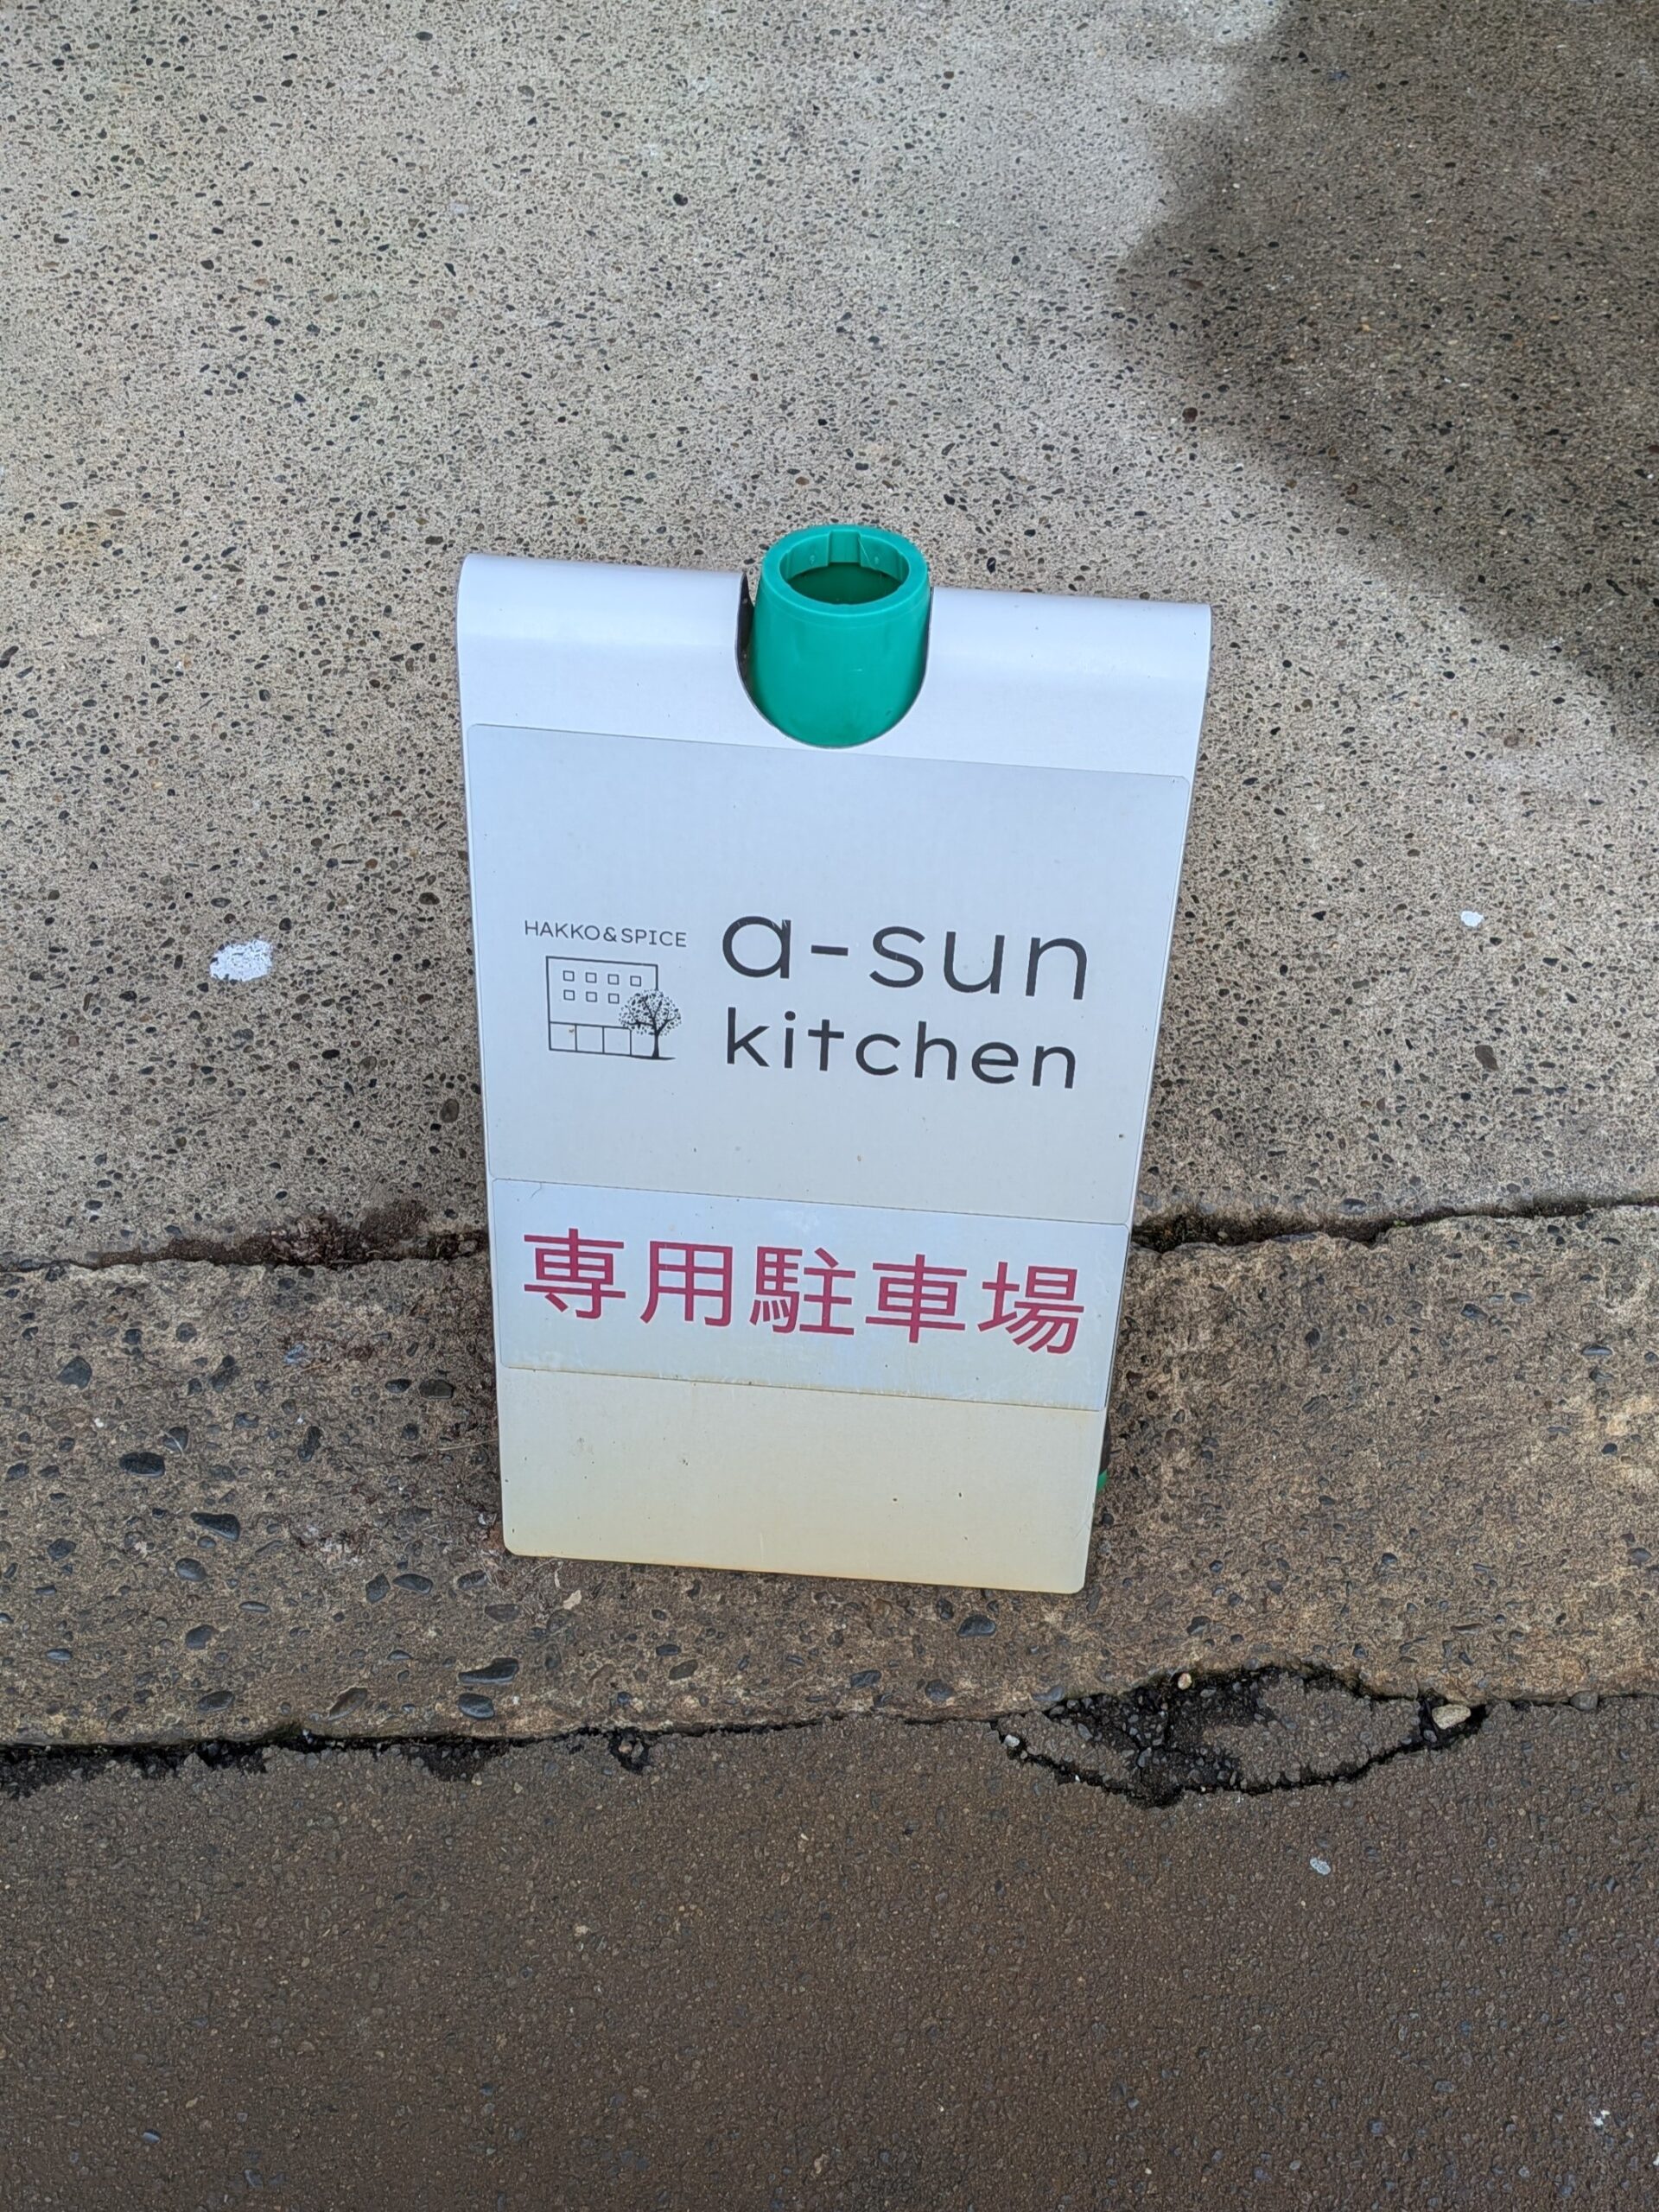 HAKKO&SPICE
a-sun
kitchen
専用駐車場